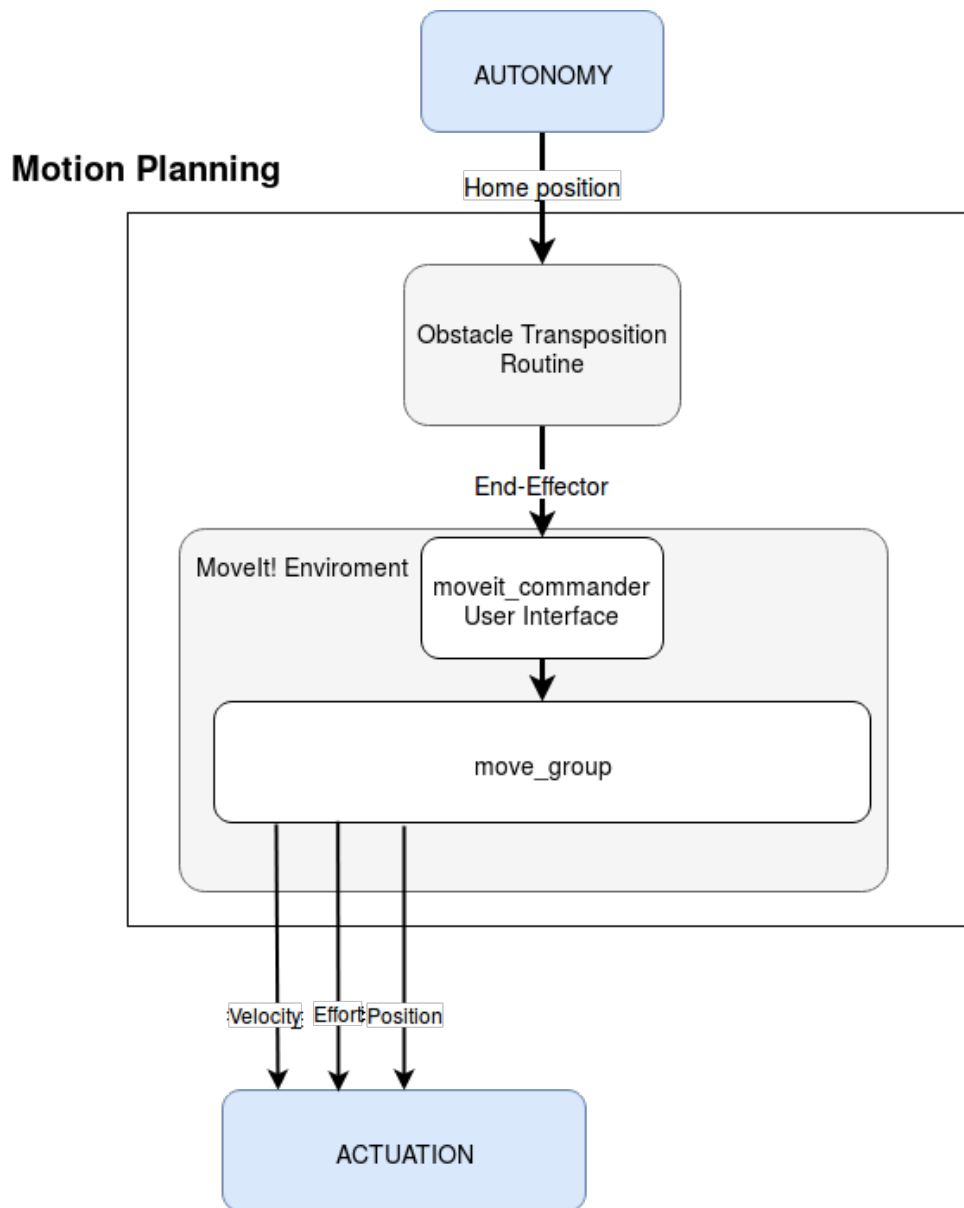 AUTONOMY
Motion Planning
Home position
Obstacle Transposition
Routine
End-Effector
MoveIt! Enviroment
moveit_commander
User Interface
move_group
Velocity
Effort
Position
ACTUATION